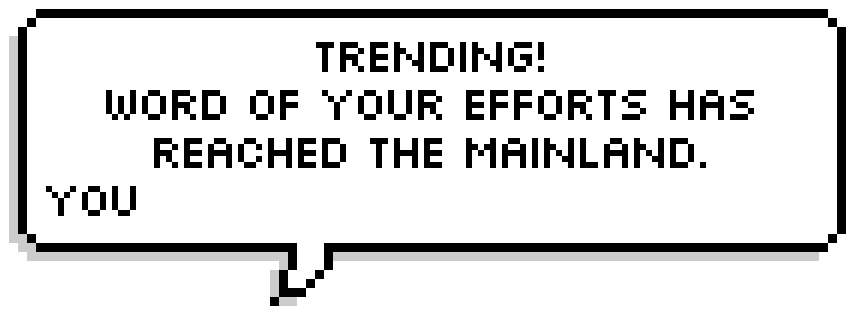 TRENDING!
WORD OF YOUR EFFORTS HAS
REACHED THE MAINLAND.
YOU